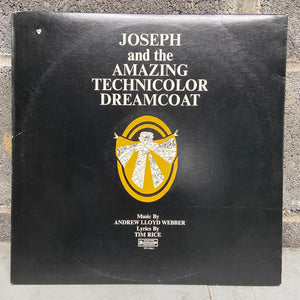 JOSEPH
and the
AMAZING
TECHNICOLOR
DREAMCOAT
Music By
ANDREW LLOYD WEBBER
Lyrics By
TIM RICE